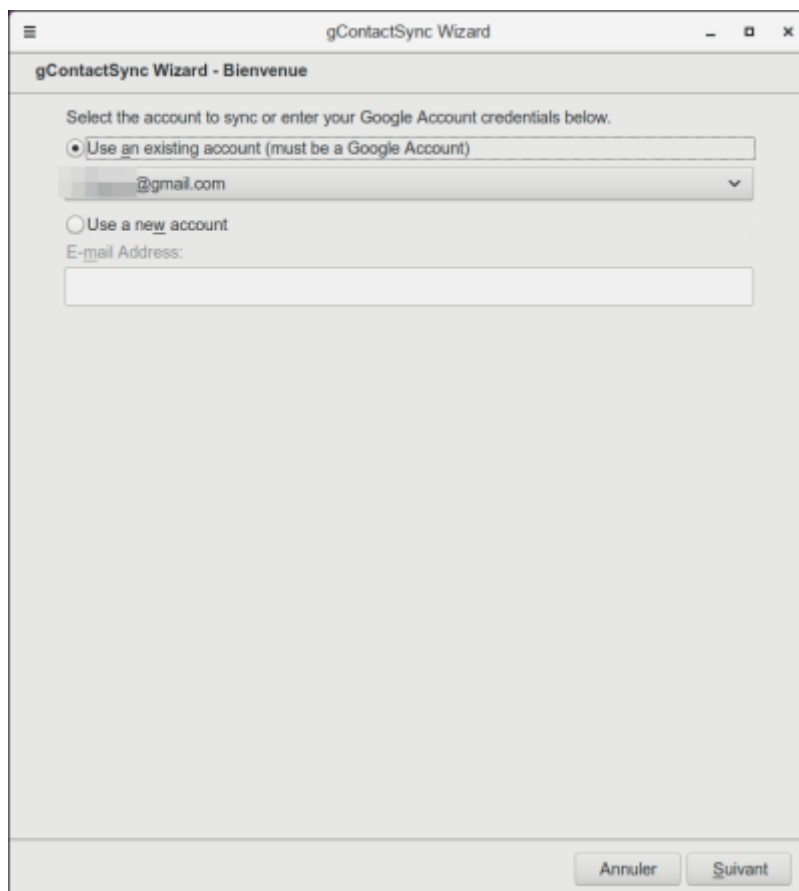 gContactSync Wizard
gContactSync Wizard - Bienvenue
Select the account to sync or enter your Google Account credentials below.
Use an existing account (must be a Google Account)
@gmail.com
Use a new account
E-mail Address:
Annuler Suivant